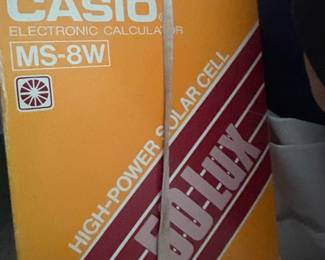 CASIO
ELECTRONIC CALCULATOR
MS-8W
HIGH-POWER SOLAR CELL
50 LUX